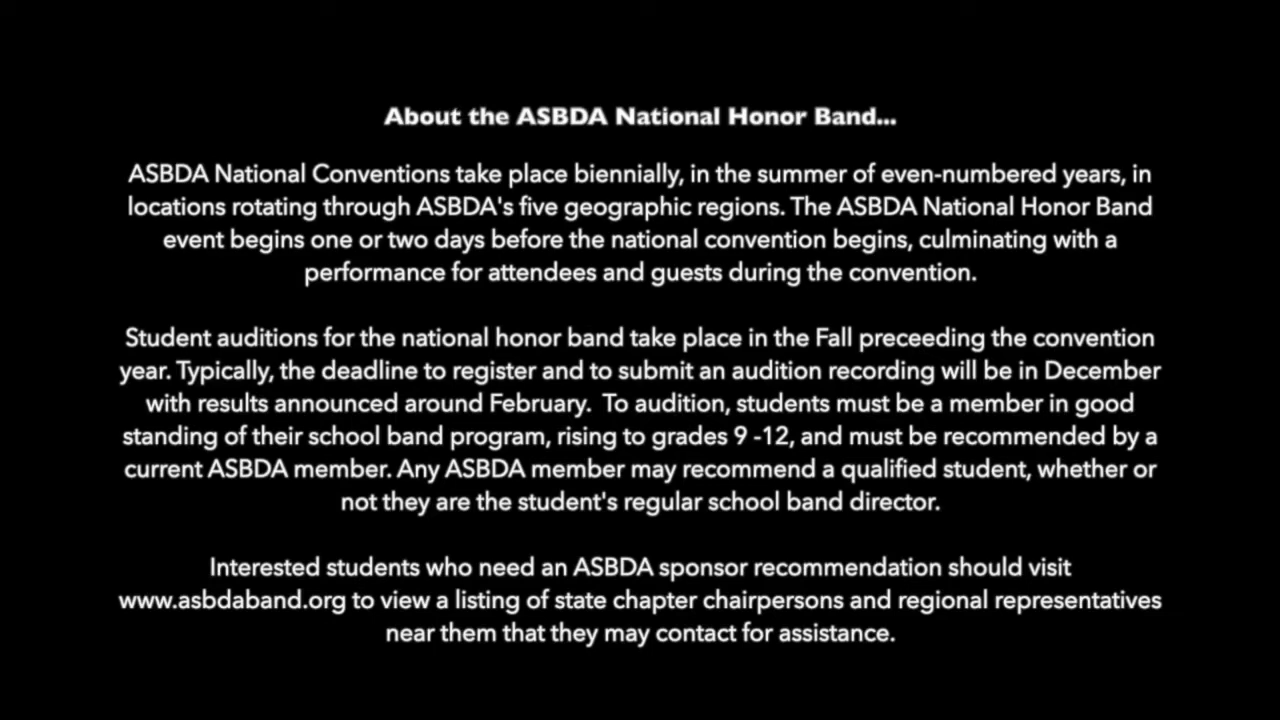 About the ASBDA National Honor Band...
ASBDA National Conventions take place biennially, in the summer of even-numbered years, in
locations rotating through ASBDA's five geographic regions. The ASBDA National Honor Band
event begins one or two days before the national convention begins, culminating with a
performance for attendees and guests during the convention.
Student auditions for the national honor band take place in the Fall preceeding the convention
year. Typically, the deadline to register and to submit an audition recording will be in December
with results announced around February.  To audition, students must be a member in good
standing of their school band program, rising to grades 9 -12, and must be recommended by a
current ASBDA member. Any ASBDA member may recommend a qualified student, whether or
not they are the student's regular school band director.
Interested students who need an ASBDA sponsor recommendation should visit
www.asbdaband.org to view a listing of state chapter chairpersons and regional representatives
near them that they may contact for assistance.